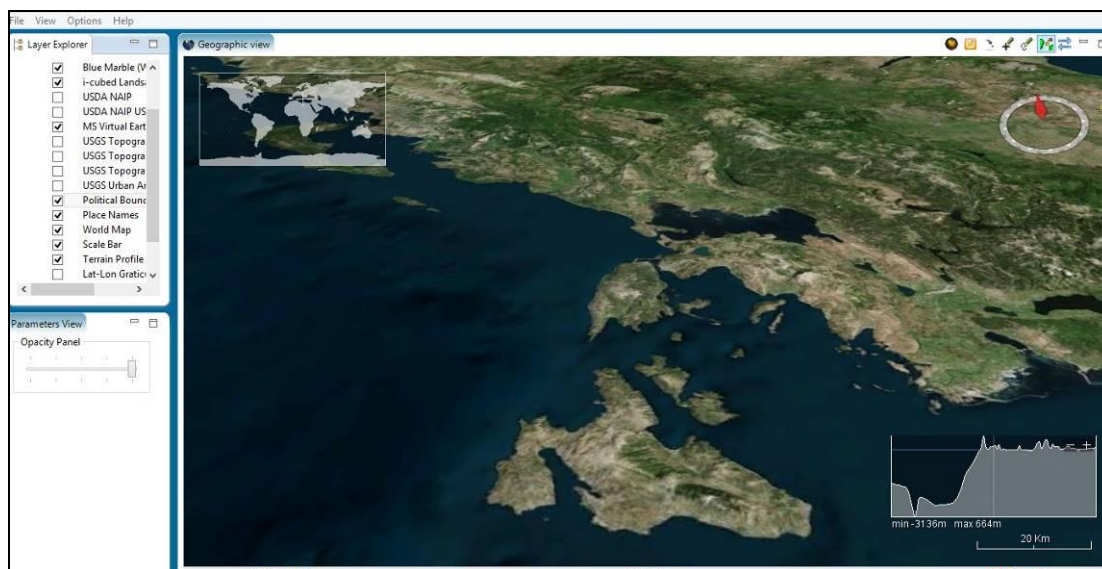 File View Options Help
Layer Explorer
Geographic view
Blue Marble (W
i-cubed Lands
USDA NAIP
USDA NAIP US
MS Virtual Eart
USGS Topogra
USGS Topogra
USGS Topogra
USGS Urban Ar
Political Bound
Place Names
World Map
Scale Bar
Terrain Profile
Lat-Lon Gratic
Parameters View
Opacity Panel
min -3136m max 664m
20 Km